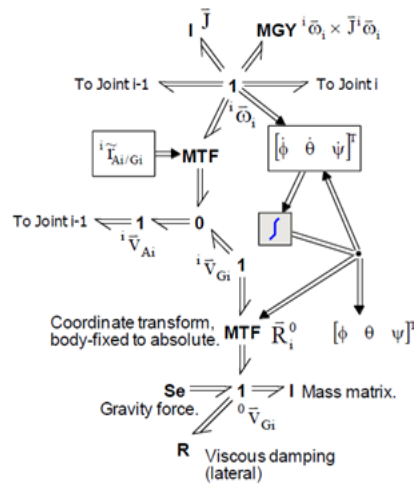 I J̄ MGY ⁱω̄ᵢ × J̄ ⁱω̄ᵢ
To Joint i-1 1 To Joint i
ⁱω̄ᵢ
ⁱr̃Ai/Gi MTF [ϕ̇ θ̇ ψ̇]ᵀ
To Joint i-1 1 0 ∫
ⁱV̄Ai ⁱV̄Gi
1
Coordinate transform,
body-fixed to absolute. MTF R̄ᵢ⁰ [ϕ θ ψ]ᵀ
Se 1 I Mass matrix.
Gravity force. ⁰V̄Gi
R Viscous damping
(lateral)